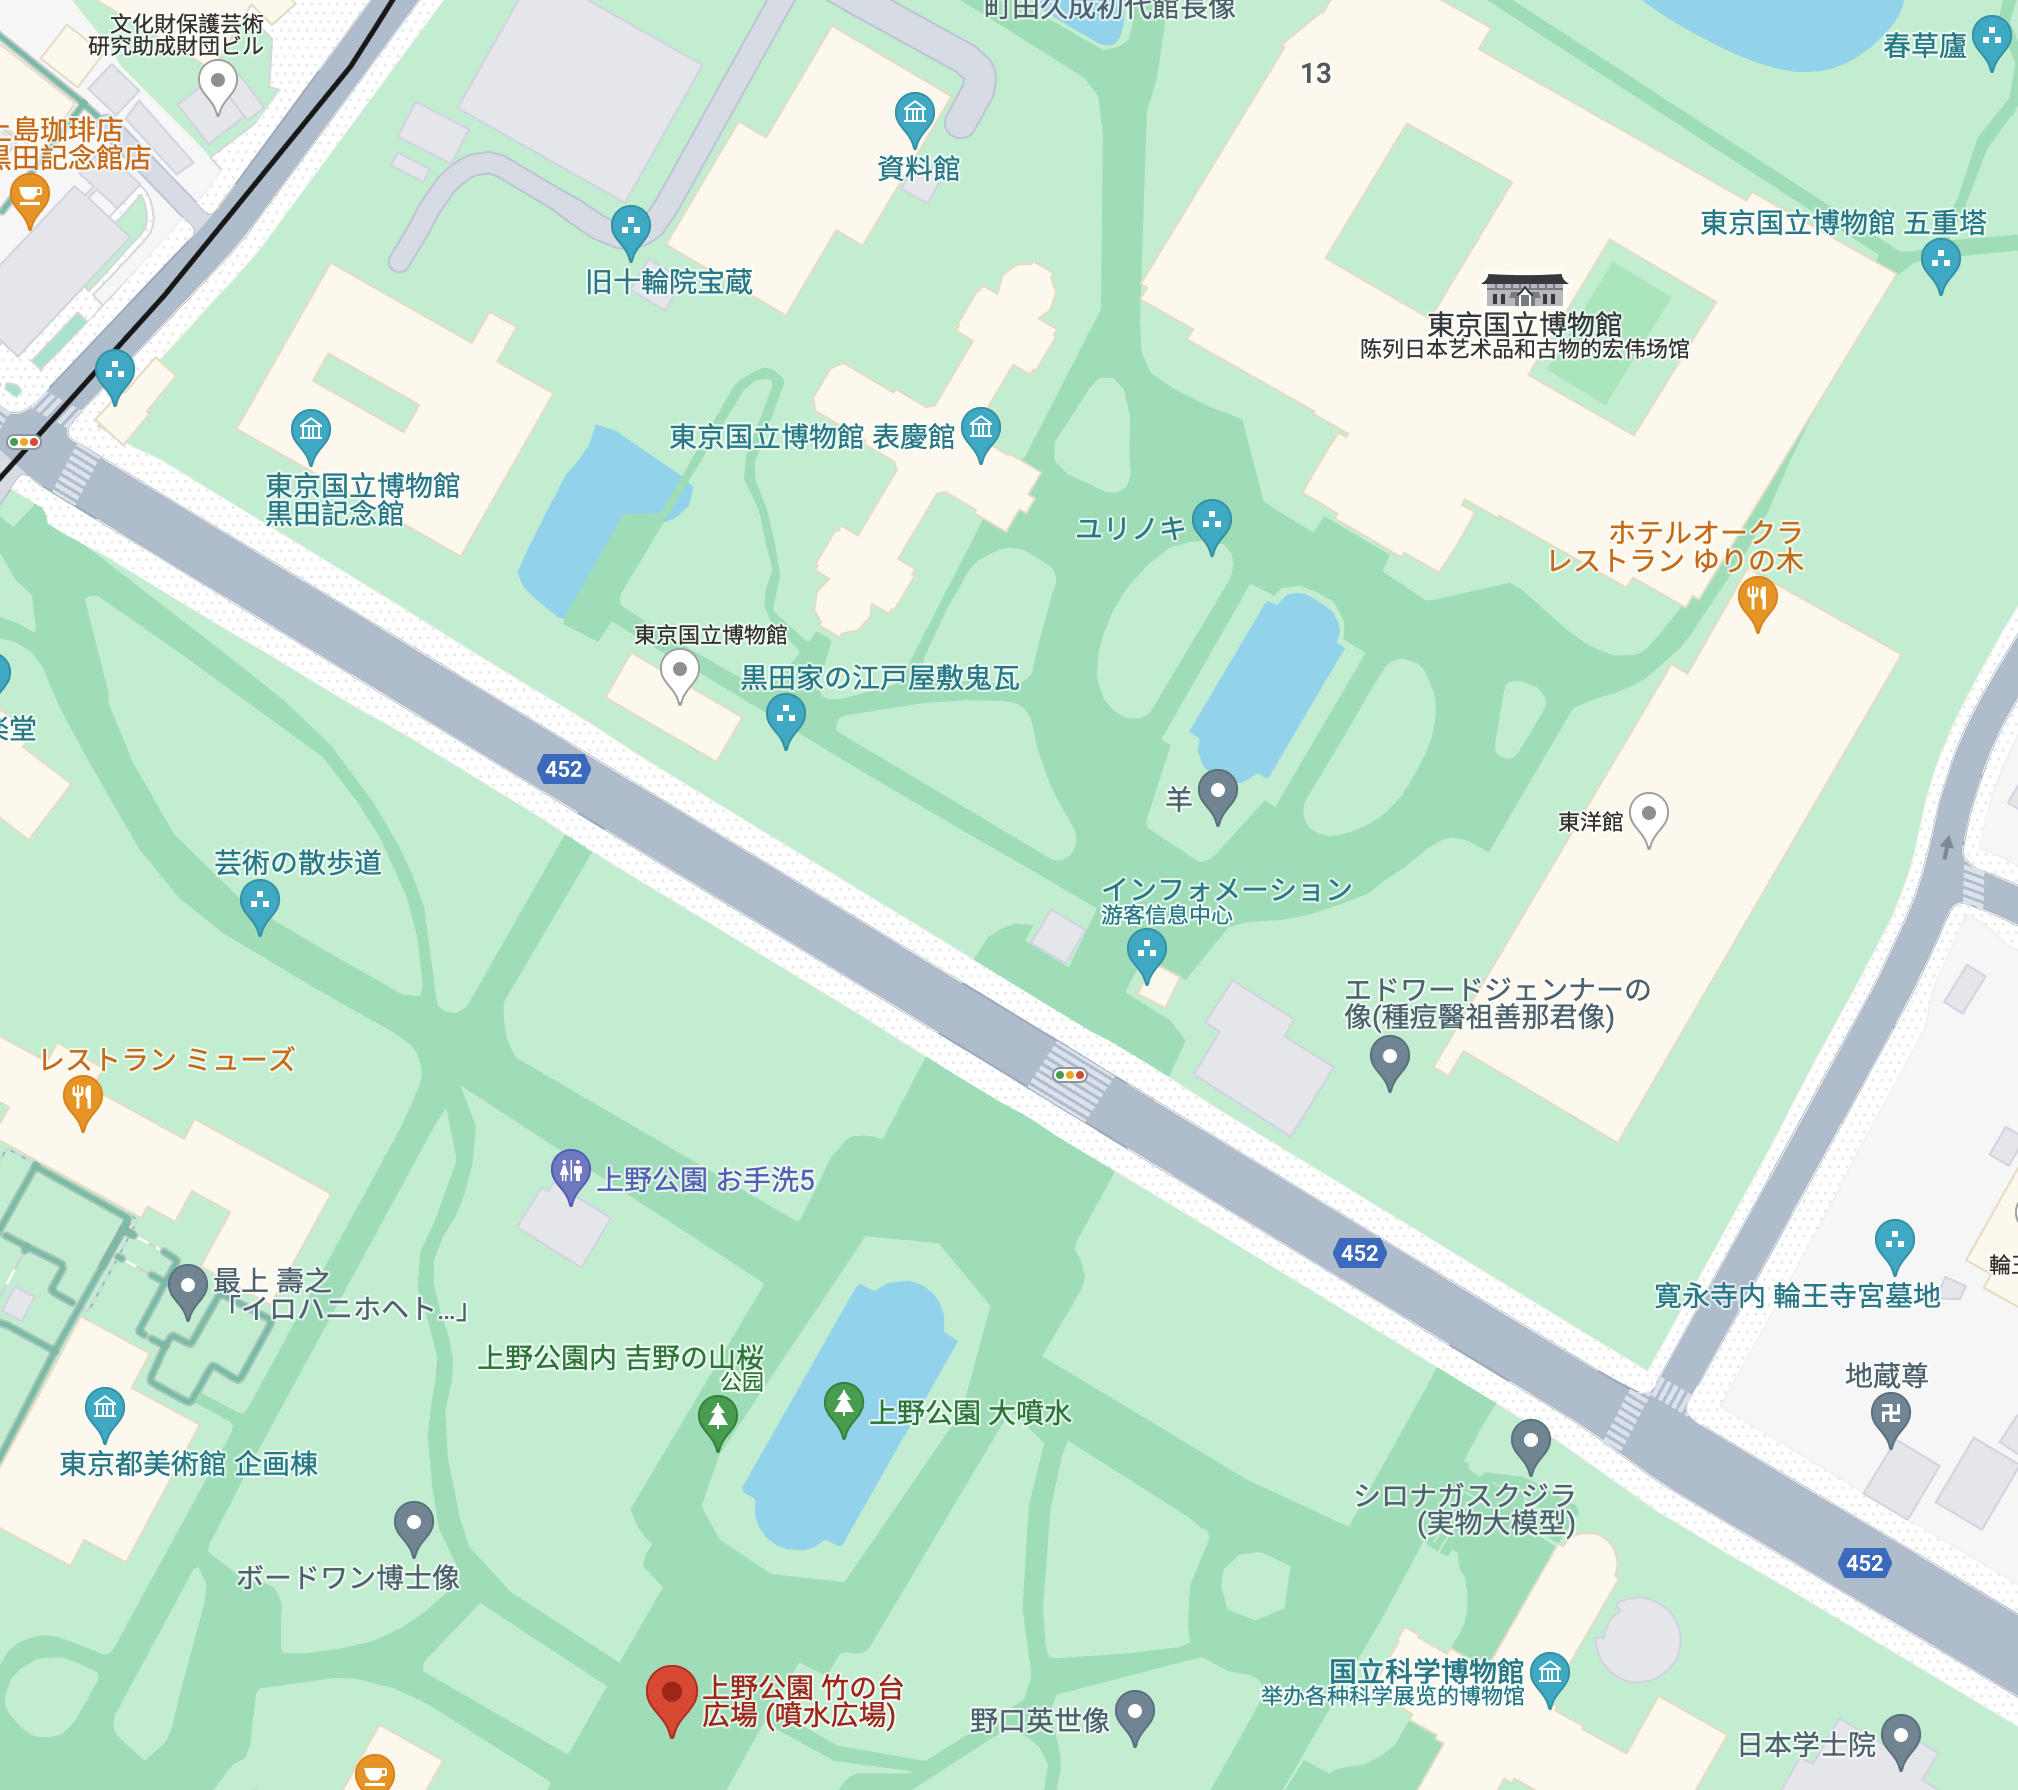 町田久成初代館長像
文化財保護芸術
研究助成財団ビル
春草廬
13
島珈琲店
黒田記念館店
資料館
東京国立博物館 五重塔
旧十輪院宝蔵
東京国立博物館
陈列日本艺术品和古物的宏伟场馆
東京国立博物館 表慶館
東京国立博物館
黒田記念館
ユリノキ
ホテルオークラ
レストラン ゆりの木
東京国立博物館
黒田家の江戸屋敷鬼瓦
楽堂
452
羊
東洋館
芸術の散歩道
インフォメーション
游客信息中心
エドワードジェンナーの
像(種痘醫祖善那君像)
レストラン ミューズ
上野公園 お手洗5
452
輪王
最上 壽之
「イロハニホヘト...」
寛永寺内 輪王寺宮墓地
上野公園内 吉野の山桜
公园
地蔵尊
上野公園 大噴水
東京都美術館 企画棟
シロナガスクジラ
(実物大模型)
ボードワン博士像
452
国立科学博物館
举办各种科学展览的博物馆
上野公園 竹の台
広場 (噴水広場)
野口英世像
日本学士院